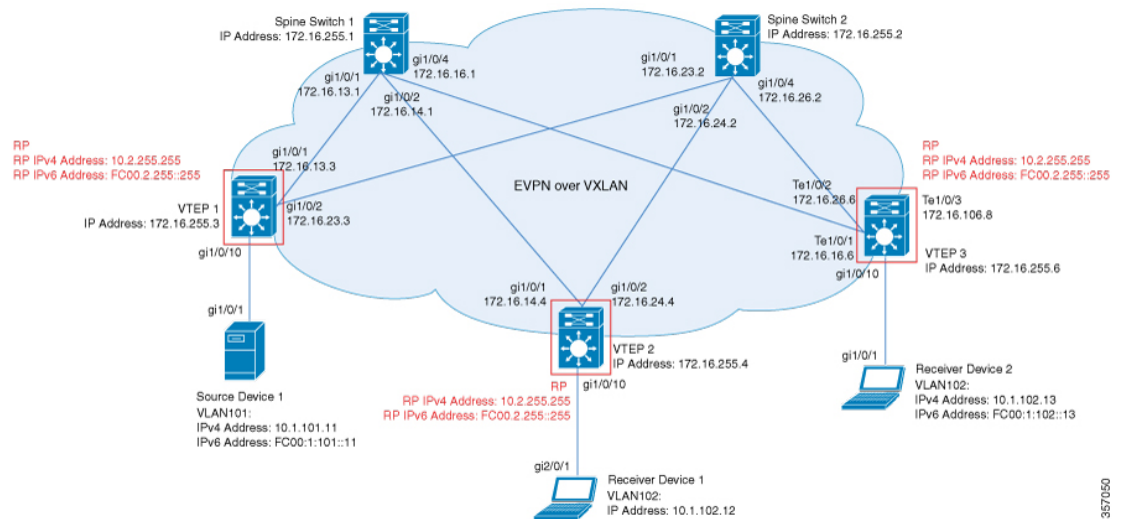 Spine Switch 1
IP Address: 172.16.255.1
Spine Switch 2
IP Address: 172.16.255.2
gi1/0/4
172.16.16.1
gi1/0/1
172.16.13.1
gi1/0/2
172.16.14.1
gi1/0/1
172.16.23.2
gi1/0/4
172.16.26.2
gi1/0/2
172.16.24.2
RP
RP IPv4 Address: 10.2.255.255
RP IPv6 Address: FC00.2.255::255
gi1/0/1
172.16.13.3
VTEP 1
IP Address: 172.16.255.3
gi1/0/2
172.16.23.3
gi1/0/10
EVPN over VXLAN
RP
RP IPv4 Address: 10.2.255.255
RP IPv6 Address: FC00.2.255::255
Te1/0/2
172.16.26.6
Te1/0/3
172.16.106.8
Te1/0/1
172.16.16.6
gi1/0/10
VTEP 3
IP Address: 172.16.255.6
gi1/0/1
172.16.14.4
gi1/0/2
172.16.24.4
VTEP 2
IP Address: 172.16.255.4
gi1/0/10
RP
RP IPv4 Address: 10.2.255.255
RP IPv6 Address: FC00.2.255::255
gi1/0/1
Source Device 1
VLAN101:
IPv4 Address: 10.1.101.11
IPv6 Address: FC00:1:101::11
gi1/0/1
Receiver Device 2
VLAN102:
IPv4 Address: 10.1.102.13
IPv6 Address: FC00:1:102::13
gi2/0/1
Receiver Device 1
VLAN102:
IP Address: 10.1.102.12
357050